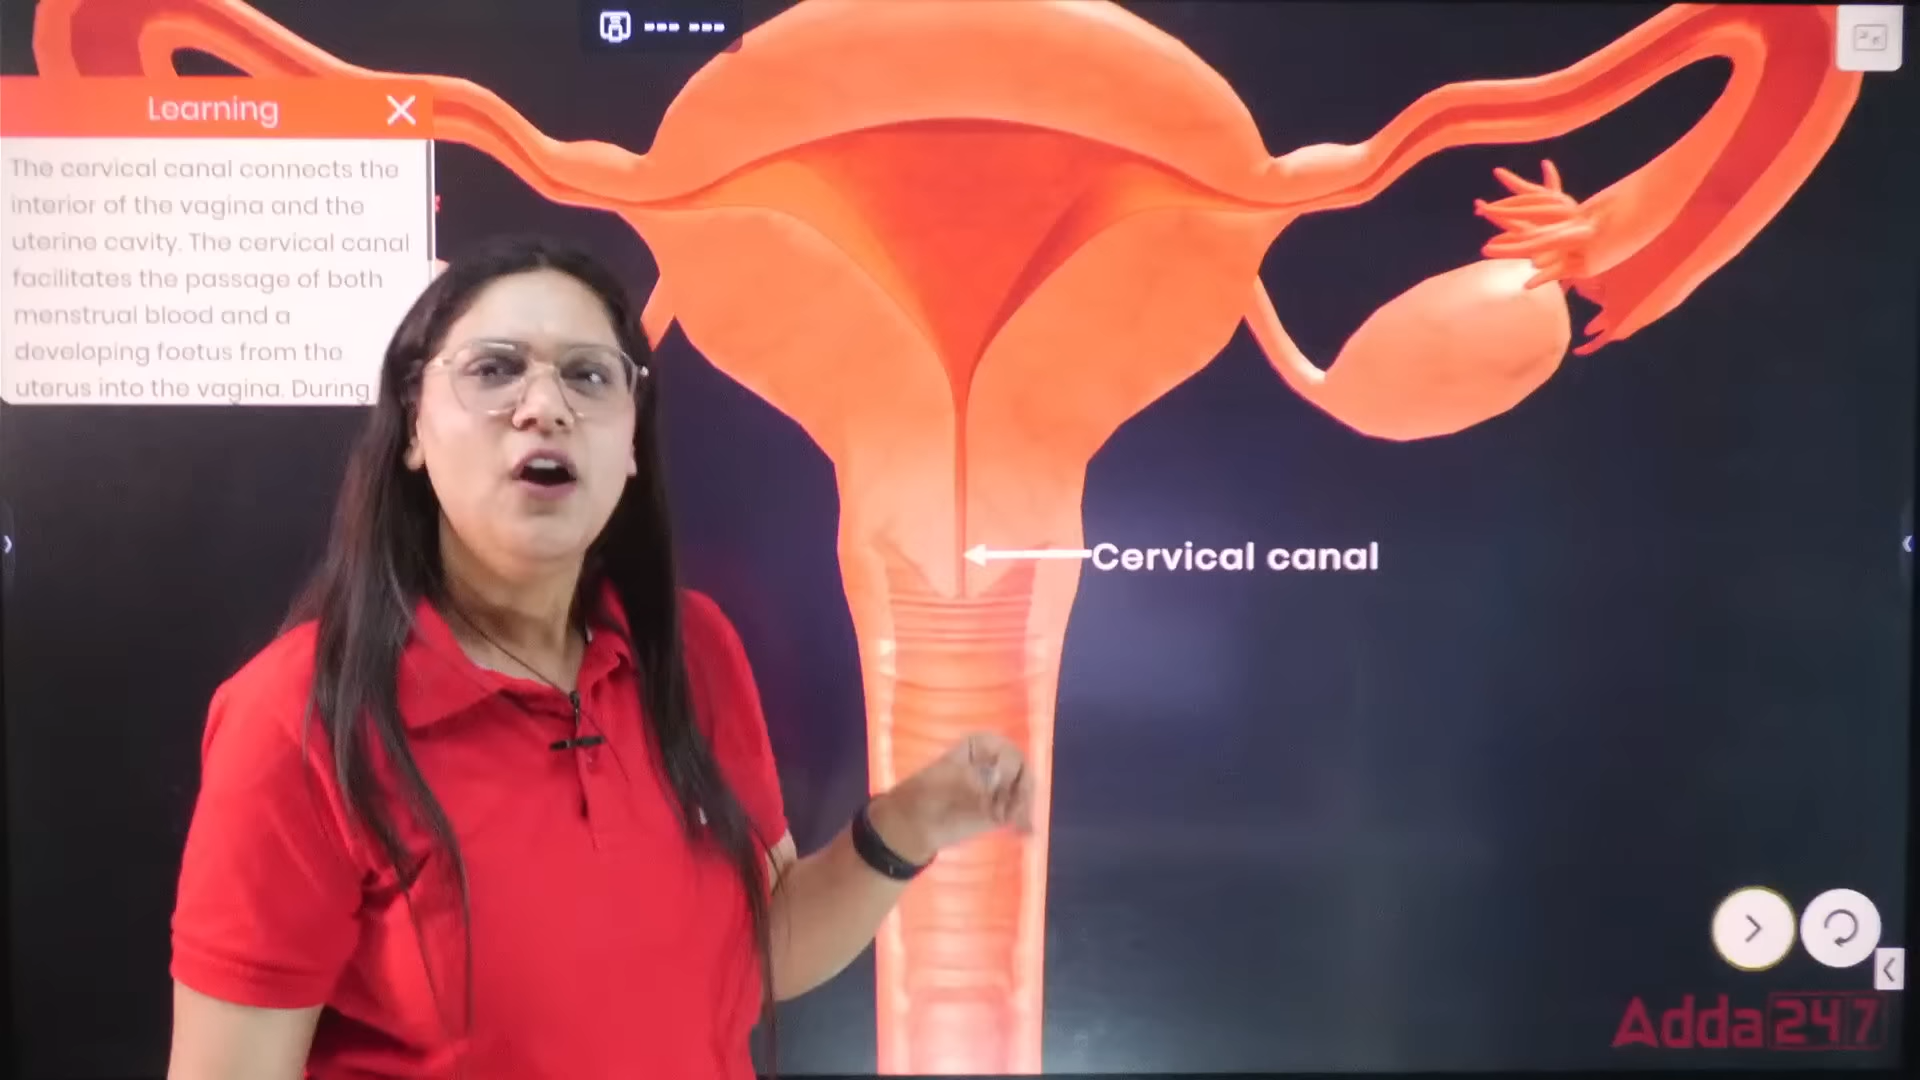 Learning
The cervical canal connects the
interior of the vagina and the
uterine cavity. The cervical canal
facilitates the passage of both
menstrual blood and a
developing foetus from the
uterus into the vagina. During
Cervical canal
Adda247